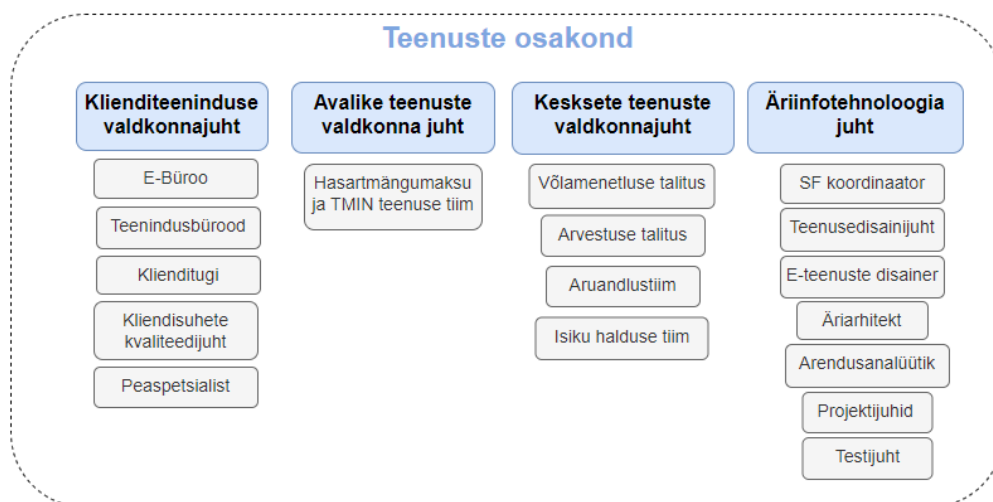 Teenuste osakond
Klienditeeninduse
valdkonnajuht
E-Büroo
Teenindusbürood
Klienditugi
Kliendisuhete
kvaliteedijuht
Peaspetsialist
Avalike teenuste
valdkonna juht
Hasartmängumaksu
ja TMIN teenuse tiim
Kesksete teenuste
valdkonnajuht
Võlamenetluse talitus
Arvestuse talitus
Aruandlustiim
Isiku halduse tiim
Äriinfotehnoloogia
juht
SF koordinaator
Teenusedisainijuht
E-teenuste disainer
Äriarhitekt
Arendusanalüütik
Projektijuhid
Testijuht